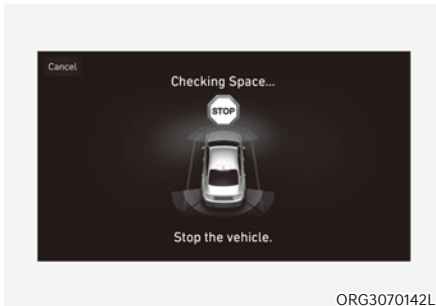 Cancel
Checking Space...
STOP
Stop the vehicle.
ORG3070142L